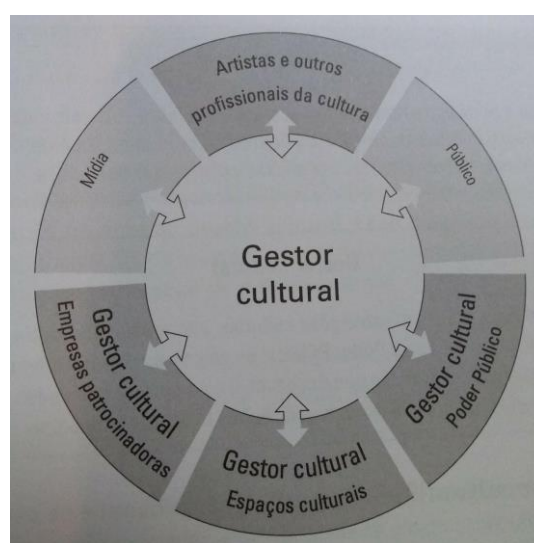 Artistas e outros
profissionais da cultura
Mídia
Público
Gestor
cultural
Gestor cultural
Empresas patrocinadoras
Gestor cultural
Poder Público
Gestor cultural
Espaços culturais